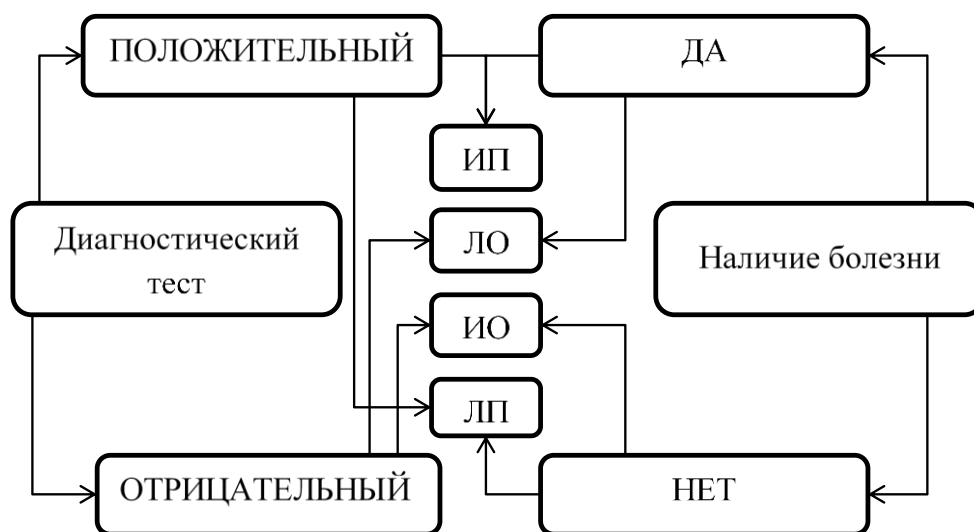 ПОЛОЖИТЕЛЬНЫЙ
ДА
ИП
Диагностический
тест
ЛО
Наличие болезни
ИО
ЛП
ОТРИЦАТЕЛЬНЫЙ
НЕТ